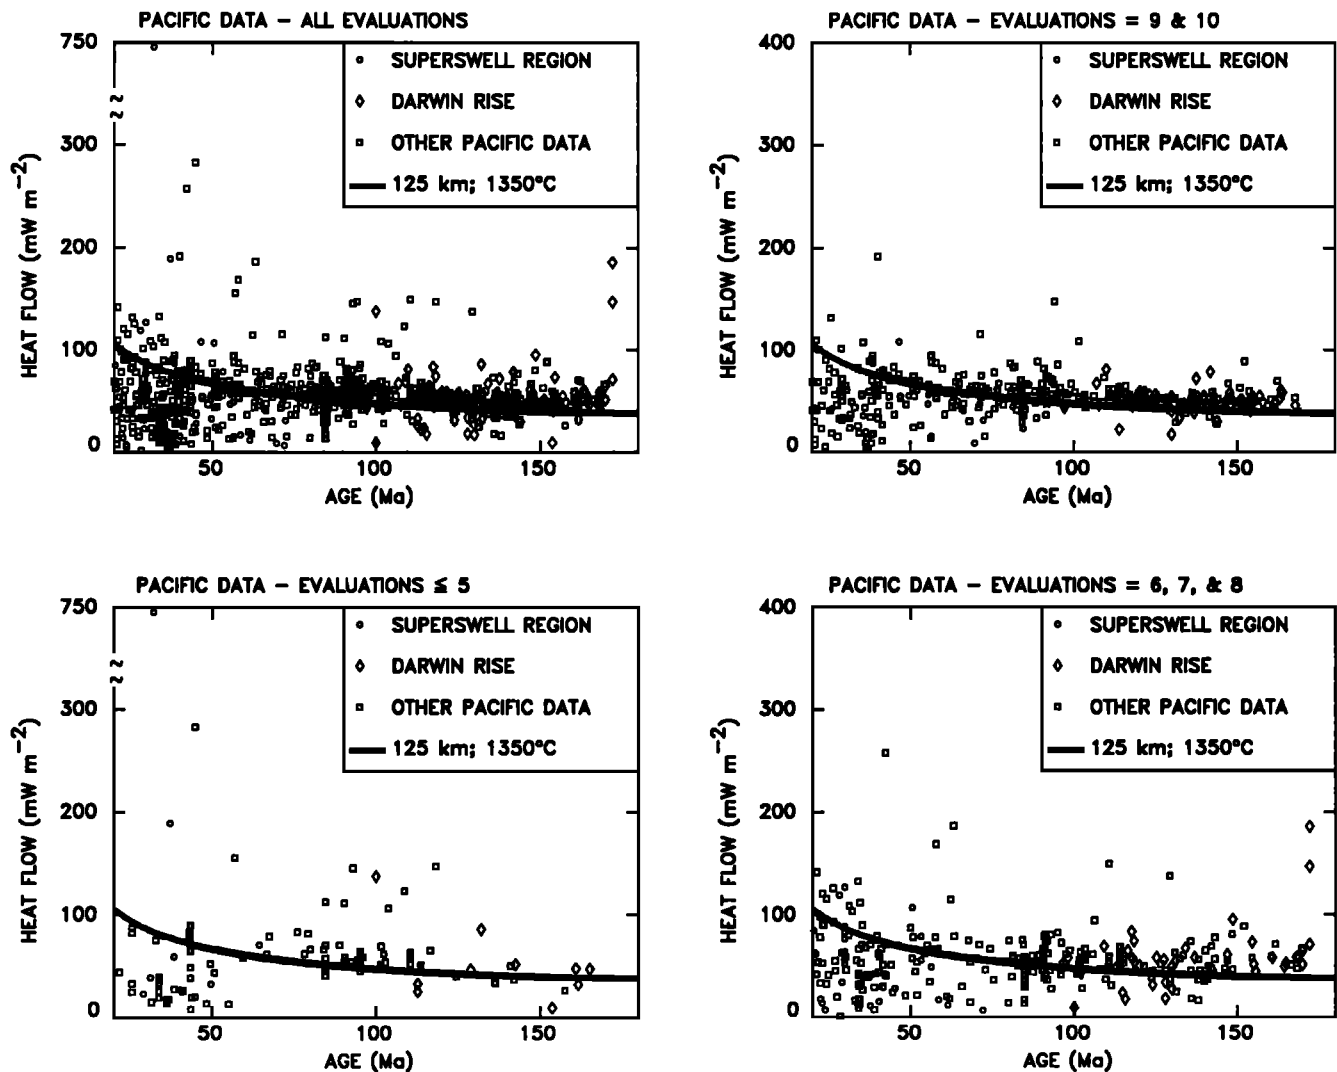 PACIFIC DATA – ALL EVALUATIONS
750
300
200
100
0
HEAT FLOW (mW m⁻²)
SUPERSWELL REGION
DARWIN RISE
OTHER PACIFIC DATA
125 km; 1350°C
50
100
150
AGE (Ma)
PACIFIC DATA – EVALUATIONS = 9 & 10
400
300
200
100
0
HEAT FLOW (mW m⁻²)
SUPERSWELL REGION
DARWIN RISE
OTHER PACIFIC DATA
125 km; 1350°C
50
100
150
AGE (Ma)
PACIFIC DATA – EVALUATIONS ≤ 5
750
300
200
100
0
HEAT FLOW (mW m⁻²)
SUPERSWELL REGION
DARWIN RISE
OTHER PACIFIC DATA
125 km; 1350°C
50
100
150
AGE (Ma)
PACIFIC DATA – EVALUATIONS = 6, 7, & 8
400
300
200
100
0
HEAT FLOW (mW m⁻²)
SUPERSWELL REGION
DARWIN RISE
OTHER PACIFIC DATA
125 km; 1350°C
50
100
150
AGE (Ma)